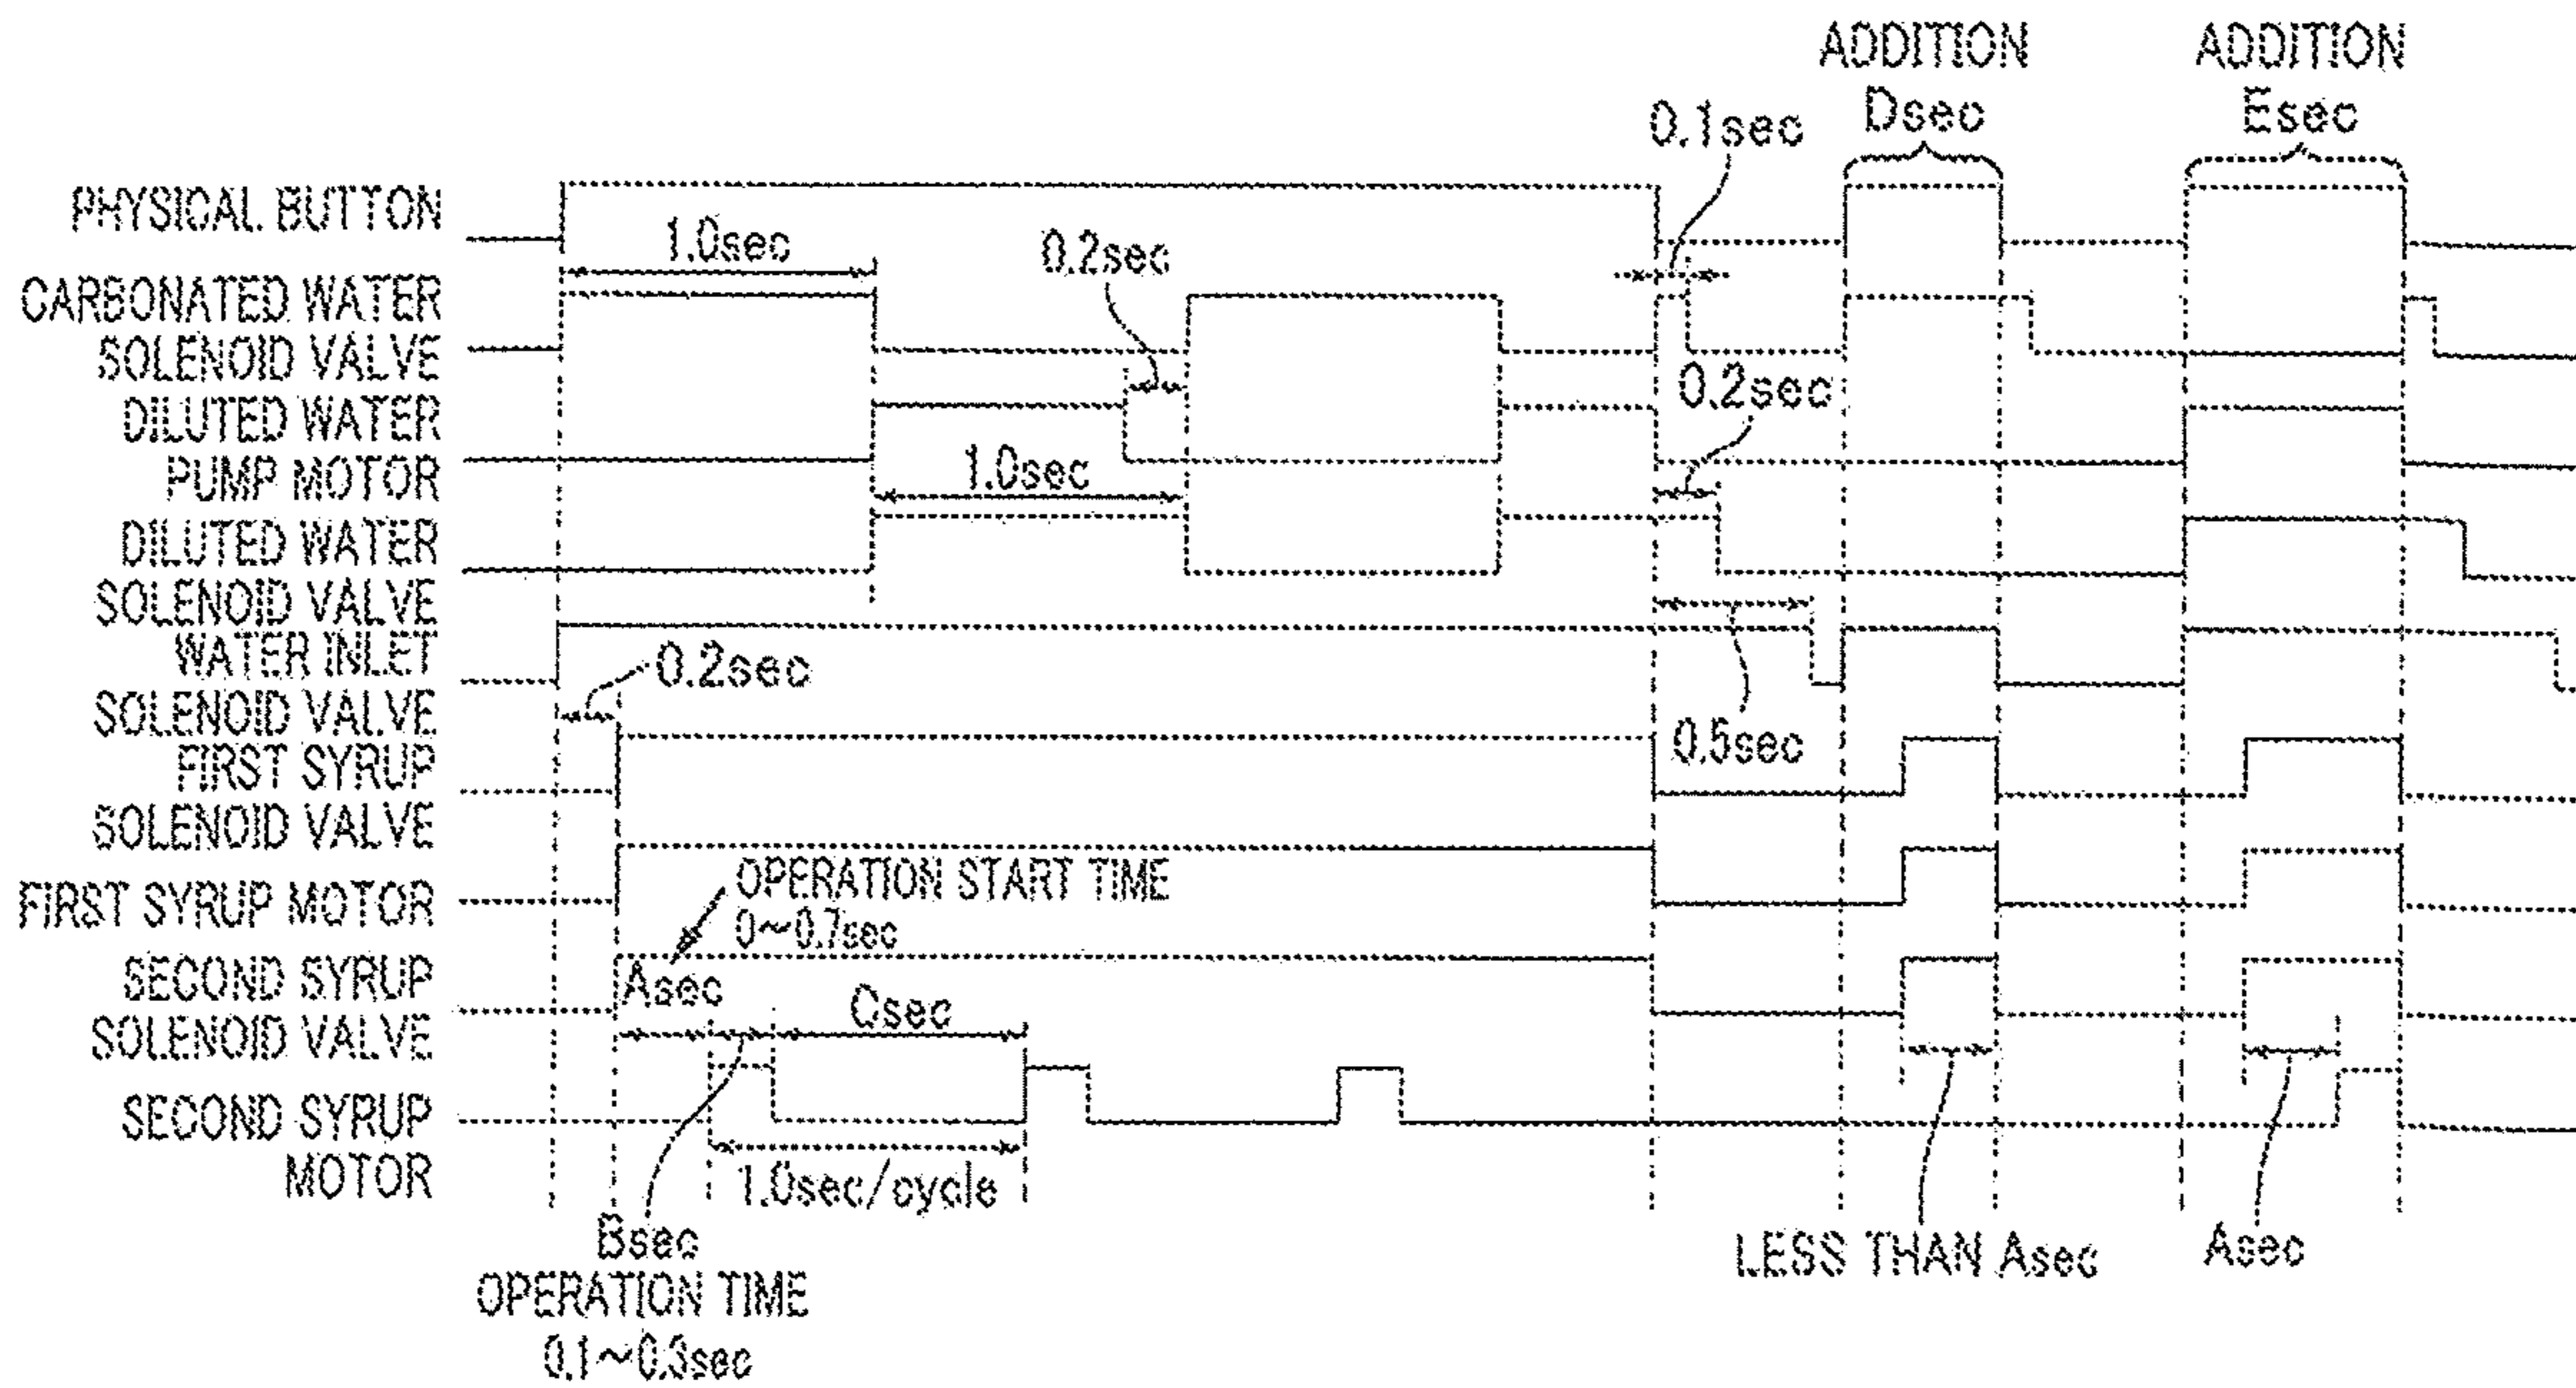 ADDITION
Dsec
ADDITION
Esec
0.1sec
PHYSICAL BUTTON
1.0sec
0.2sec
CARBONATED WATER
SOLENOID VALVE
0.2sec
DILUTED WATER
PUMP MOTOR
1.0sec
DILUTED WATER
SOLENOID VALVE
WATER INLET
SOLENOID VALVE
0.2sec
0.5sec
FIRST SYRUP
SOLENOID VALVE
OPERATION START TIME
0~0.7sec
FIRST SYRUP MOTOR
SECOND SYRUP
SOLENOID VALVE
Asec
Csec
SECOND SYRUP
MOTOR
1.0sec/cycle
Bsec
OPERATION TIME
0.1~0.3sec
LESS THAN Asec
Asec